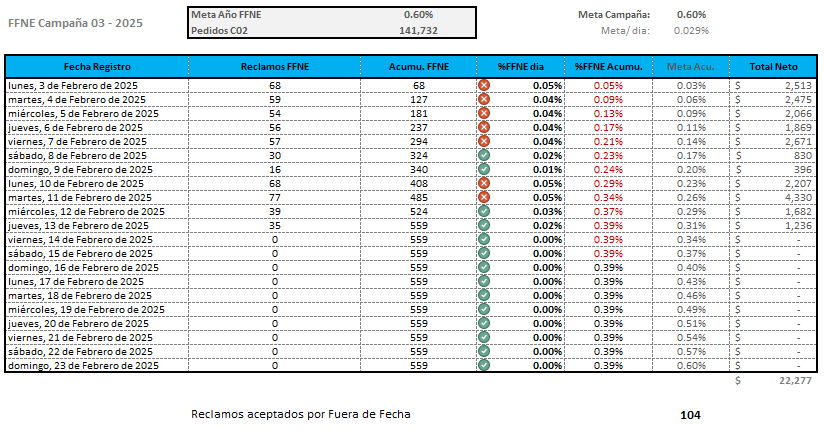 FFNE Campaña 03 - 2025
Meta Año FFNE 0.60%
Pedidos C02 141,732
Meta Campaña: 0.60%
Meta/dia: 0.029%
Fecha Registro Reclamos FFNE Acumu. FFNE %FFNE dia %FFNE Acumu. Meta Acu. Total Neto
lunes, 3 de Febrero de 2025 68 68 0.05% 0.05% 0.03% $ 2,513
martes, 4 de Febrero de 2025 59 127 0.04% 0.09% 0.06% $ 2,475
miércoles, 5 de Febrero de 2025 54 181 0.04% 0.13% 0.09% $ 2,066
jueves, 6 de Febrero de 2025 56 237 0.04% 0.17% 0.11% $ 1,869
viernes, 7 de Febrero de 2025 57 294 0.04% 0.21% 0.14% $ 2,671
sábado, 8 de Febrero de 2025 30 324 0.02% 0.23% 0.17% $ 830
domingo, 9 de Febrero de 2025 16 340 0.01% 0.24% 0.20% $ 396
lunes, 10 de Febrero de 2025 68 408 0.05% 0.29% 0.23% $ 2,207
martes, 11 de Febrero de 2025 77 485 0.05% 0.34% 0.26% $ 4,330
miércoles, 12 de Febrero de 2025 39 524 0.03% 0.37% 0.29% $ 1,682
jueves, 13 de Febrero de 2025 35 559 0.02% 0.39% 0.31% $ 1,236
viernes, 14 de Febrero de 2025 0 559 0.00% 0.39% 0.34% $ -
sábado, 15 de Febrero de 2025 0 559 0.00% 0.39% 0.37% $ -
domingo, 16 de Febrero de 2025 0 559 0.00% 0.39% 0.40% $ -
lunes, 17 de Febrero de 2025 0 559 0.00% 0.39% 0.43% $ -
martes, 18 de Febrero de 2025 0 559 0.00% 0.39% 0.46% $ -
miércoles, 19 de Febrero de 2025 0 559 0.00% 0.39% 0.49% $ -
jueves, 20 de Febrero de 2025 0 559 0.00% 0.39% 0.51% $ -
viernes, 21 de Febrero de 2025 0 559 0.00% 0.39% 0.54% $ -
sábado, 22 de Febrero de 2025 0 559 0.00% 0.39% 0.57% $ -
domingo, 23 de Febrero de 2025 0 559 0.00% 0.39% 0.60% $ -
$ 22,277
Reclamos aceptados por Fuera de Fecha 104